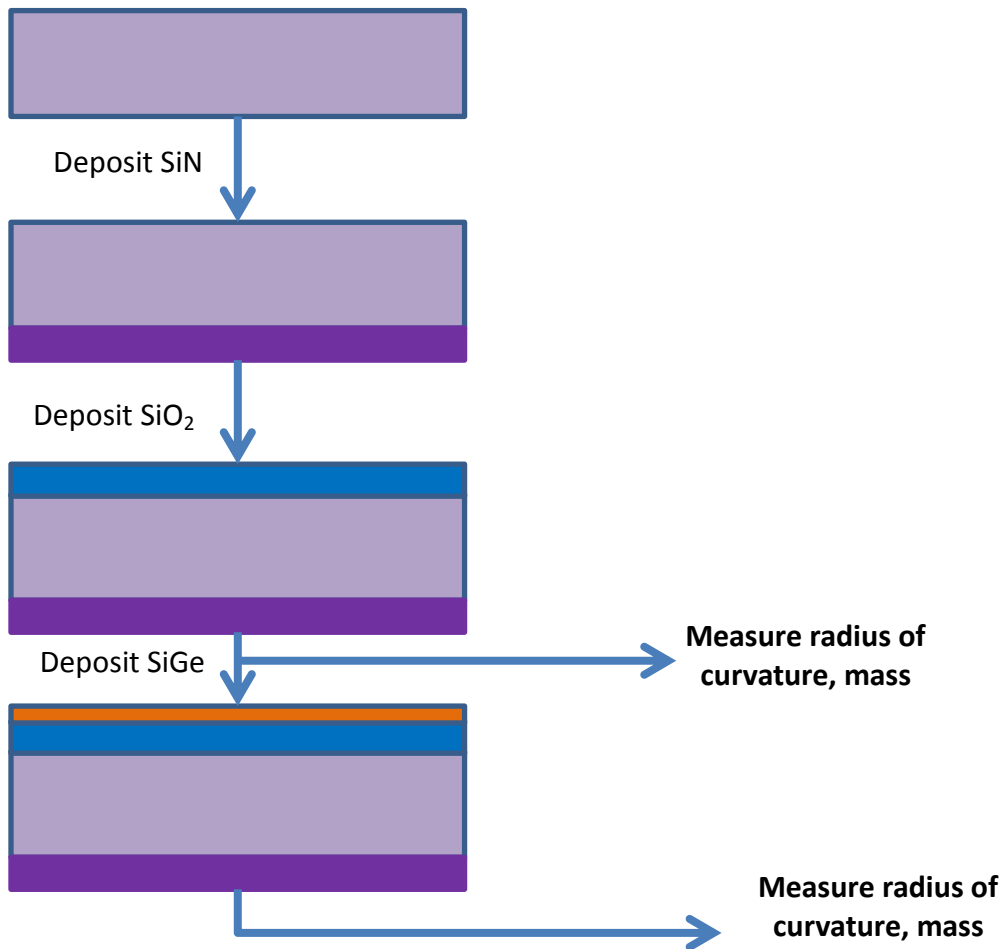 Deposit SiN
Deposit SiO₂
Deposit SiGe
Measure radius of
curvature, mass
Measure radius of
curvature, mass